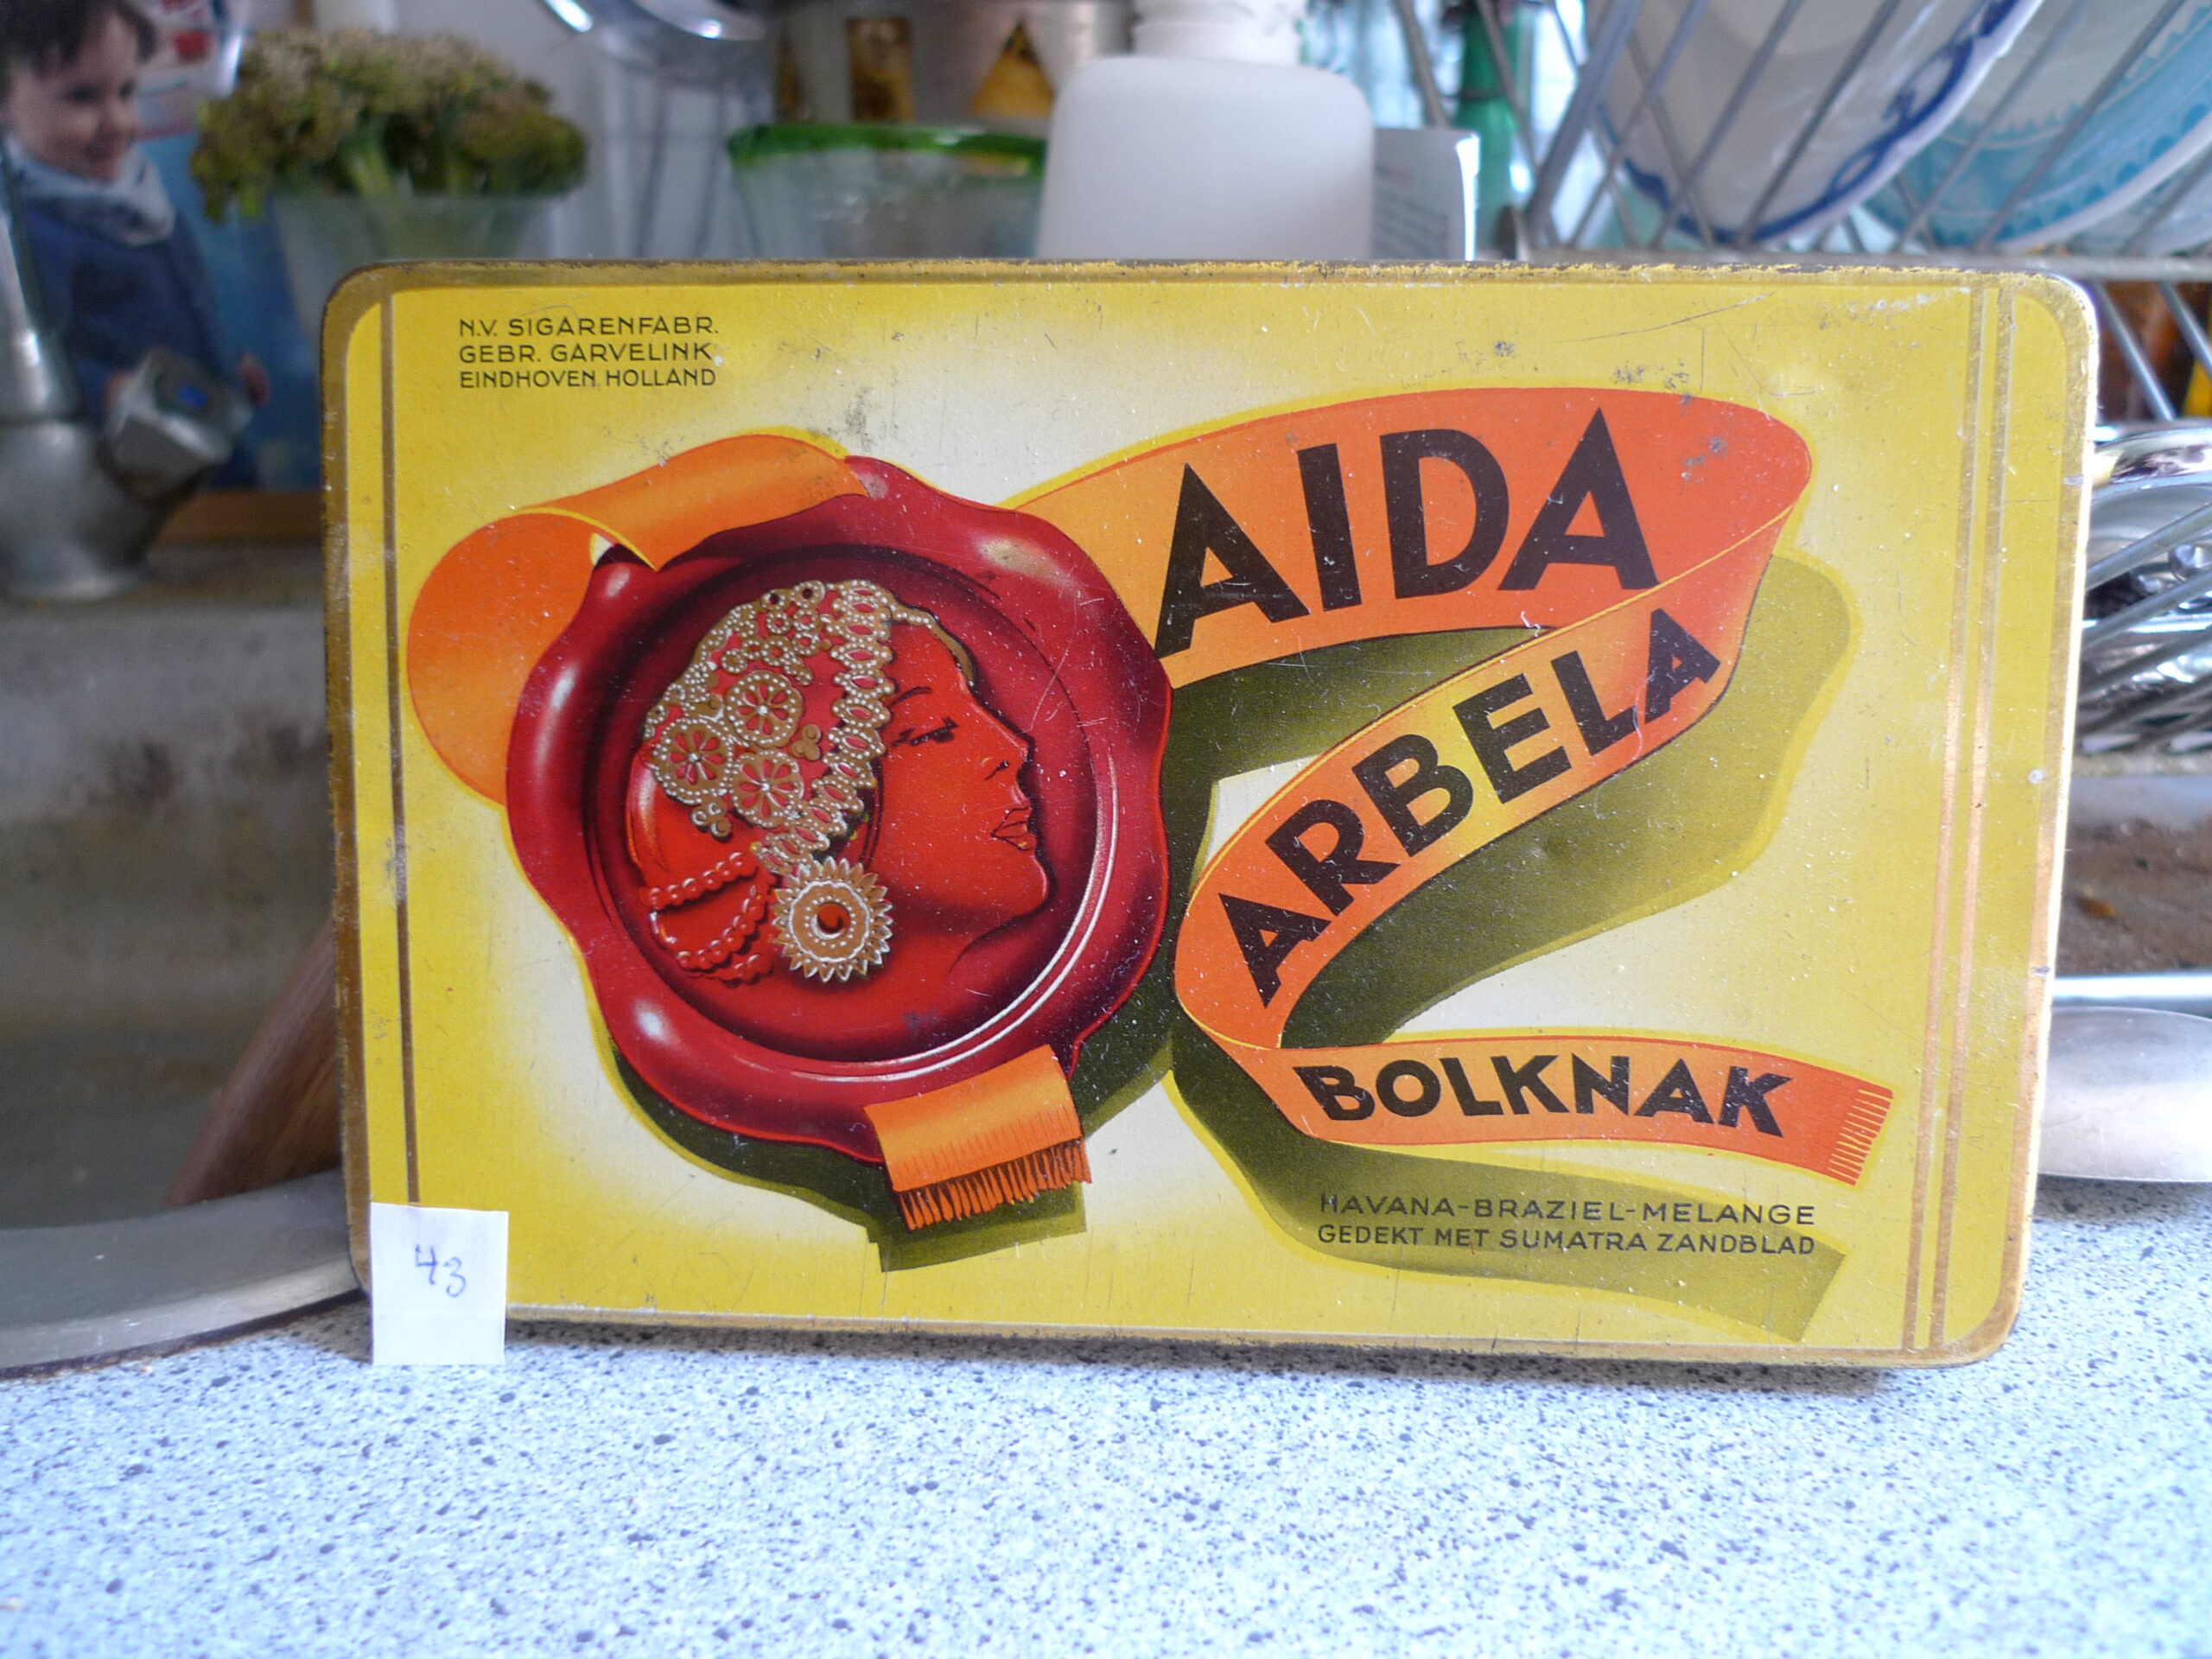 N.V. SIGARENFABR.
GEBR. GARVELINK
EINDHOVEN. HOLLAND
AIDA
ARBELA
BOLKNAK
HAVANA-BRAZIEL-MELANGE
GEDEKT MET SUMATRA ZANDBLAD
43